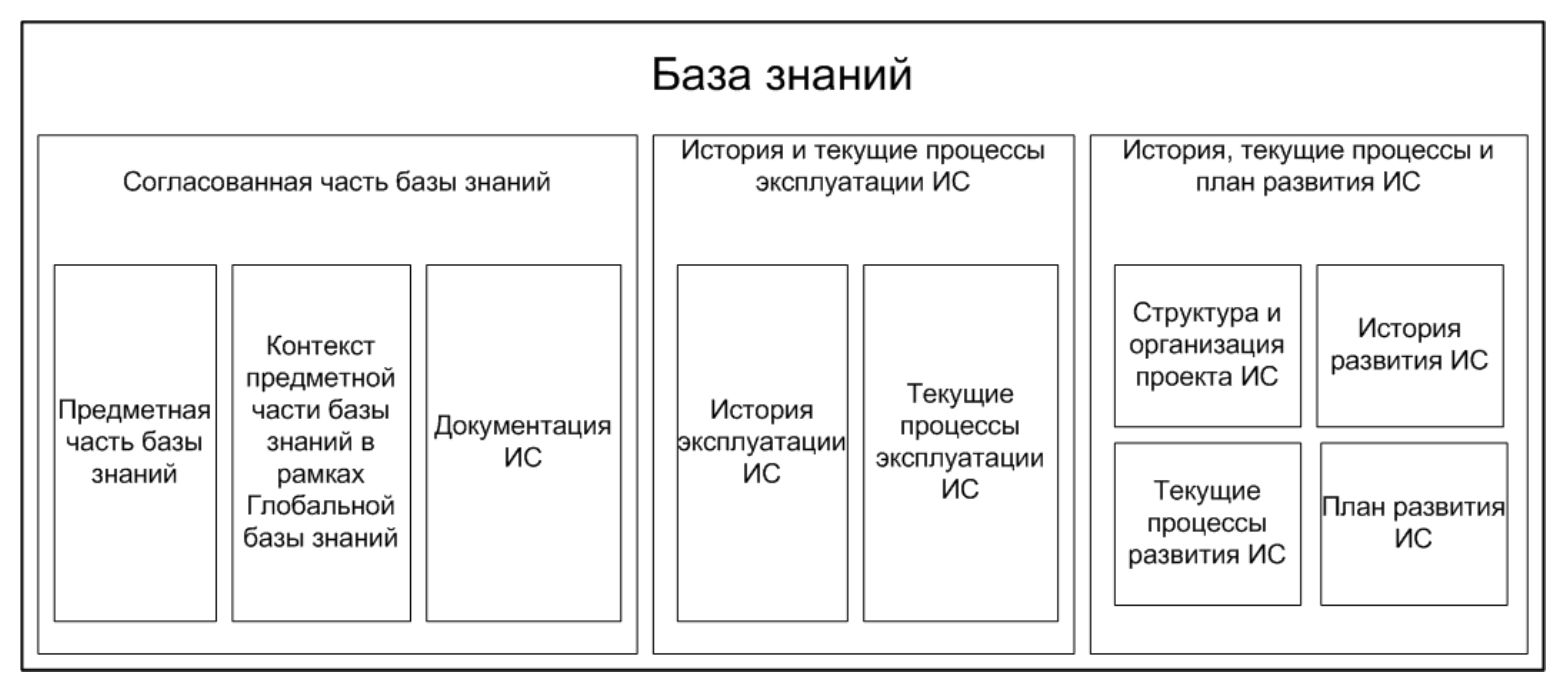 База знаний
Согласованная часть базы знаний
Предметная
часть базы
знаний
Контекст
предметной
части базы
знаний в
рамках
Глобальной
базы знаний
Документация
ИС
История и текущие процессы
эксплуатации ИС
История
эксплуатации
ИС
Текущие
процессы
эксплуатации
ИС
История, текущие процессы и
план развития ИС
Структура и
организация
проекта ИС
История
развития ИС
Текущие
процессы
развития ИС
План развития
ИС